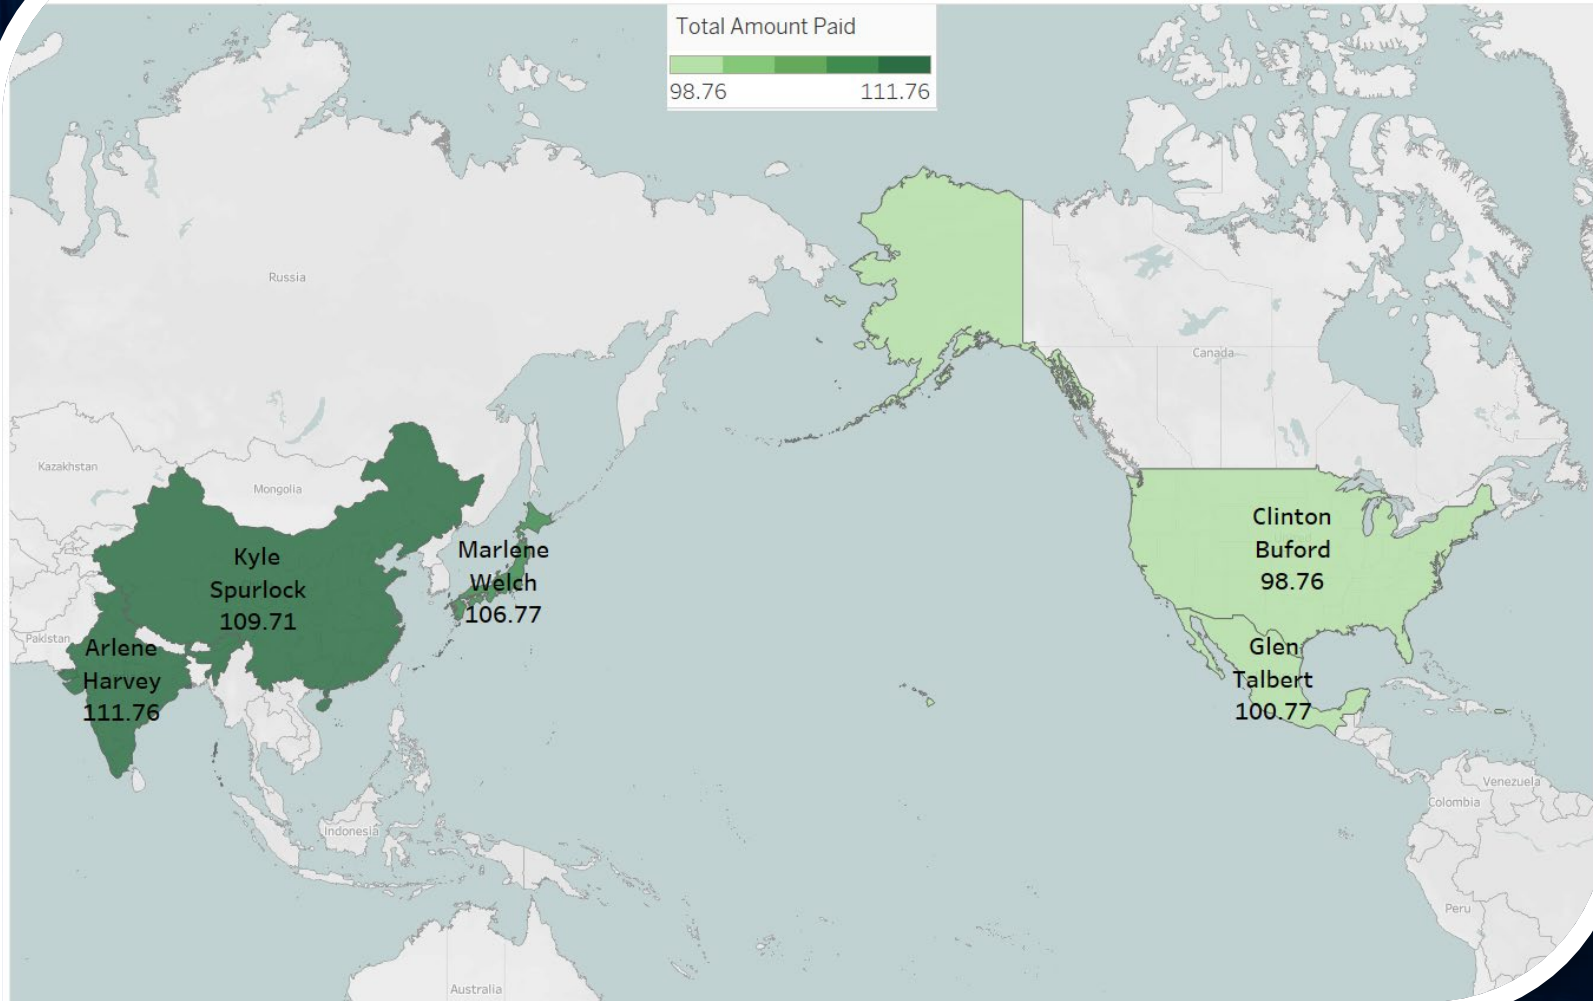 Total Amount Paid
98.76 111.76
Russia
Canada
Kazakhstan
Mongolia
Clinton
Buford
98.76
Kyle
Spurlock
109.71
Marlene
Welch
106.77
Pakistan
Arlene
Harvey
111.76
Glen
Talbert
100.77
Venezuela
Colombia
Indonesia
Peru
Australia